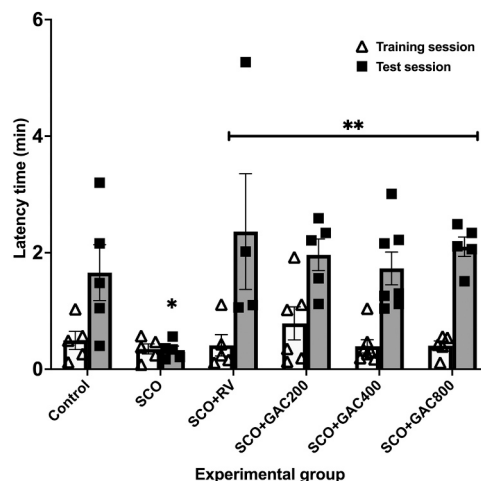 6
4
2
0
Latency time (min)
Training session
Test session
**
*
Control
SCO
SCO+RV
SCO+GAC200
SCO+GAC400
SCO+GAC800
Experimental group